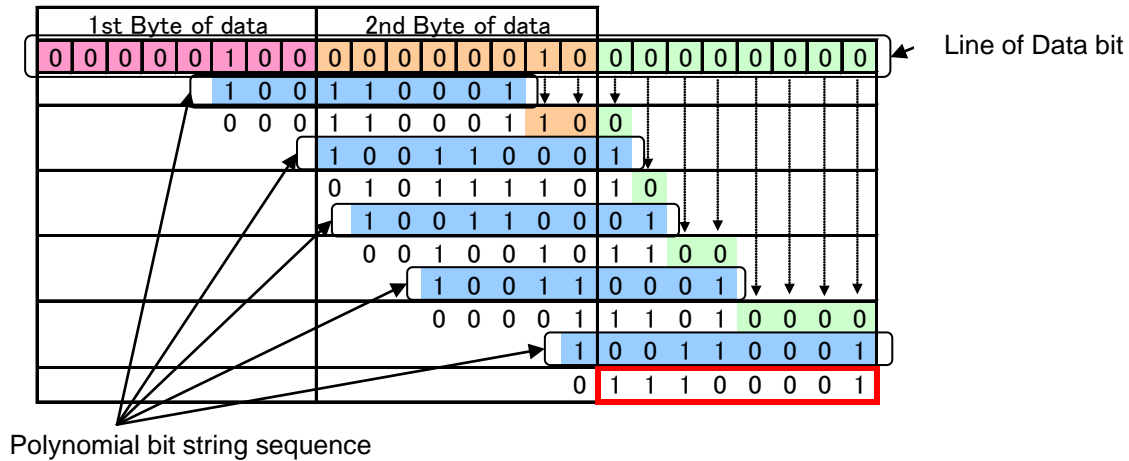 1st Byte of data 2nd Byte of data
0 0 0 0 0 1 0 0 0 0 0 0 0 0 1 0 0 0 0 0 0 0 0 0
Line of Data bit
1 0 0 1 1 0 0 0 1
0 0 0 1 1 0 0 0 1 1 0 0
1 0 0 1 1 0 0 0 1
0 1 0 1 1 1 1 0 1 0
1 0 0 1 1 0 0 0 1
0 0 1 0 0 1 0 1 1 0 0
1 0 0 1 1 0 0 0 1
0 0 0 0 1 1 1 0 1 0 0 0 0
1 0 0 1 1 0 0 0 1
0 1 1 1 0 0 0 0 1
Polynomial bit string sequence